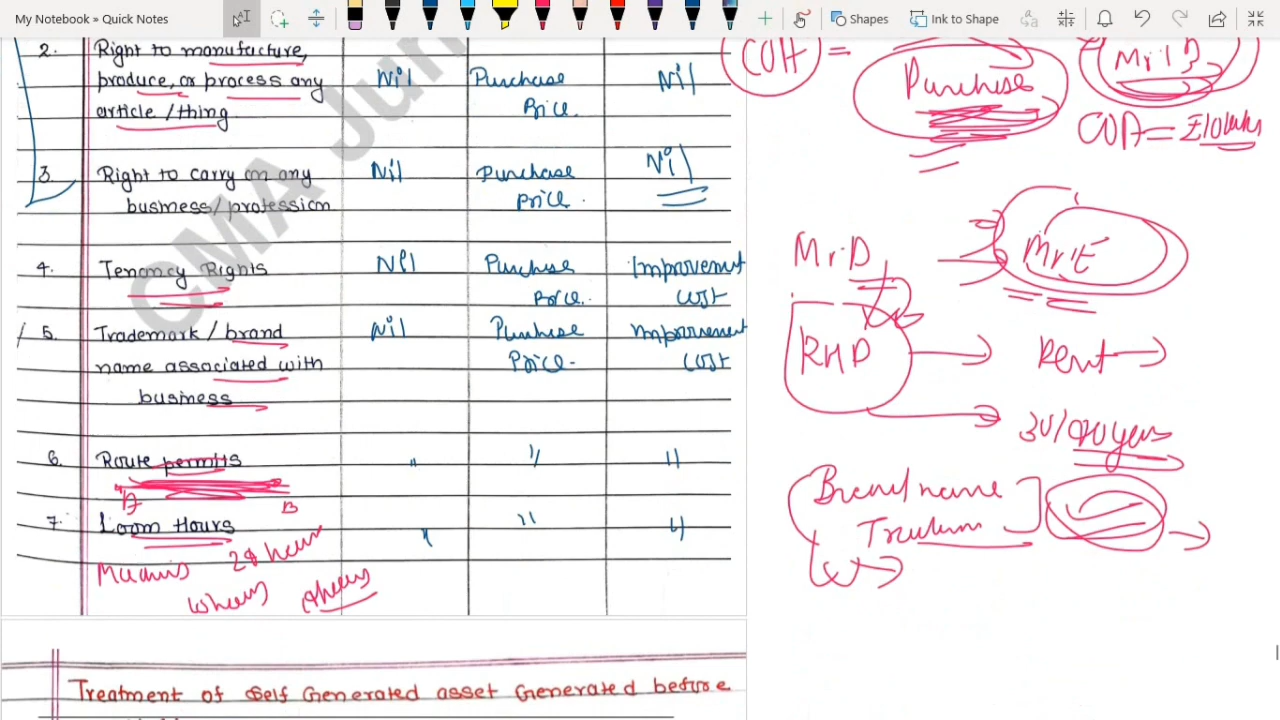 My Notebook » Quick Notes
Shapes
Ink to Shape
2. Right to manufacture,
produce, or process any
article/thing.
Nil
Purchase
Price.
Nil
3. Right to carry on any
business/profession
Nil
Purchase
price.
Nil
4. Tenancy Rights
Nil
Purchase
Price.
Improvement
cost
5. Trademark / brand
name associated with
business
Nil
Purchase
Price.
Improvement
cost
6. Route permits
"
"
"
A
B
7. Loom Hours
"
"
"
hours
CMA Jun
COA =
Purchase
Mr. B
COA =
Mr. D
Mr. E
Rent
30/90 years
Brand name
Treatment of Self Generated asset Generated before